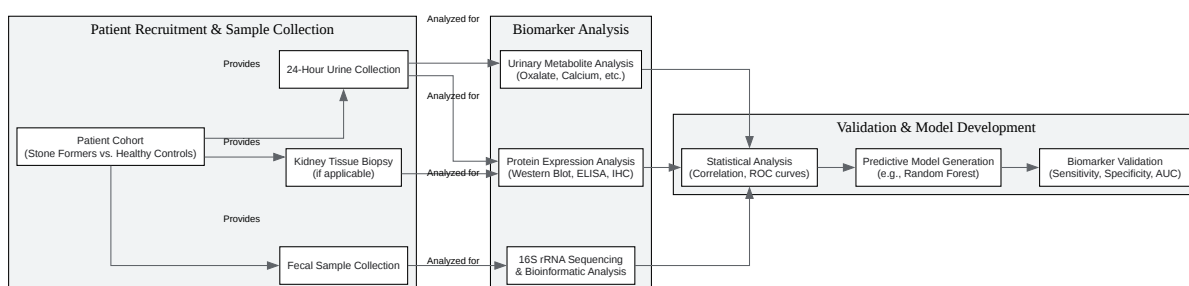 Patient Recruitment & Sample Collection
Analyzed for
Biomarker Analysis
Provides
24-Hour Urine Collection
Urinary Metabolite Analysis
(Oxalate, Calcium, etc.)
Analyzed for
Validation & Model Development
Patient Cohort
(Stone Formers vs. Healthy Controls)
Provides
Kidney Tissue Biopsy
(if applicable)
Analyzed for
Protein Expression Analysis
(Western Blot, ELISA, IHC)
Statistical Analysis
(Correlation, ROC curves)
Predictive Model Generation
(e.g., Random Forest)
Biomarker Validation
(Sensitivity, Specificity, AUC)
Provides
Fecal Sample Collection
Analyzed for
16S rRNA Sequencing
& Bioinformatic Analysis